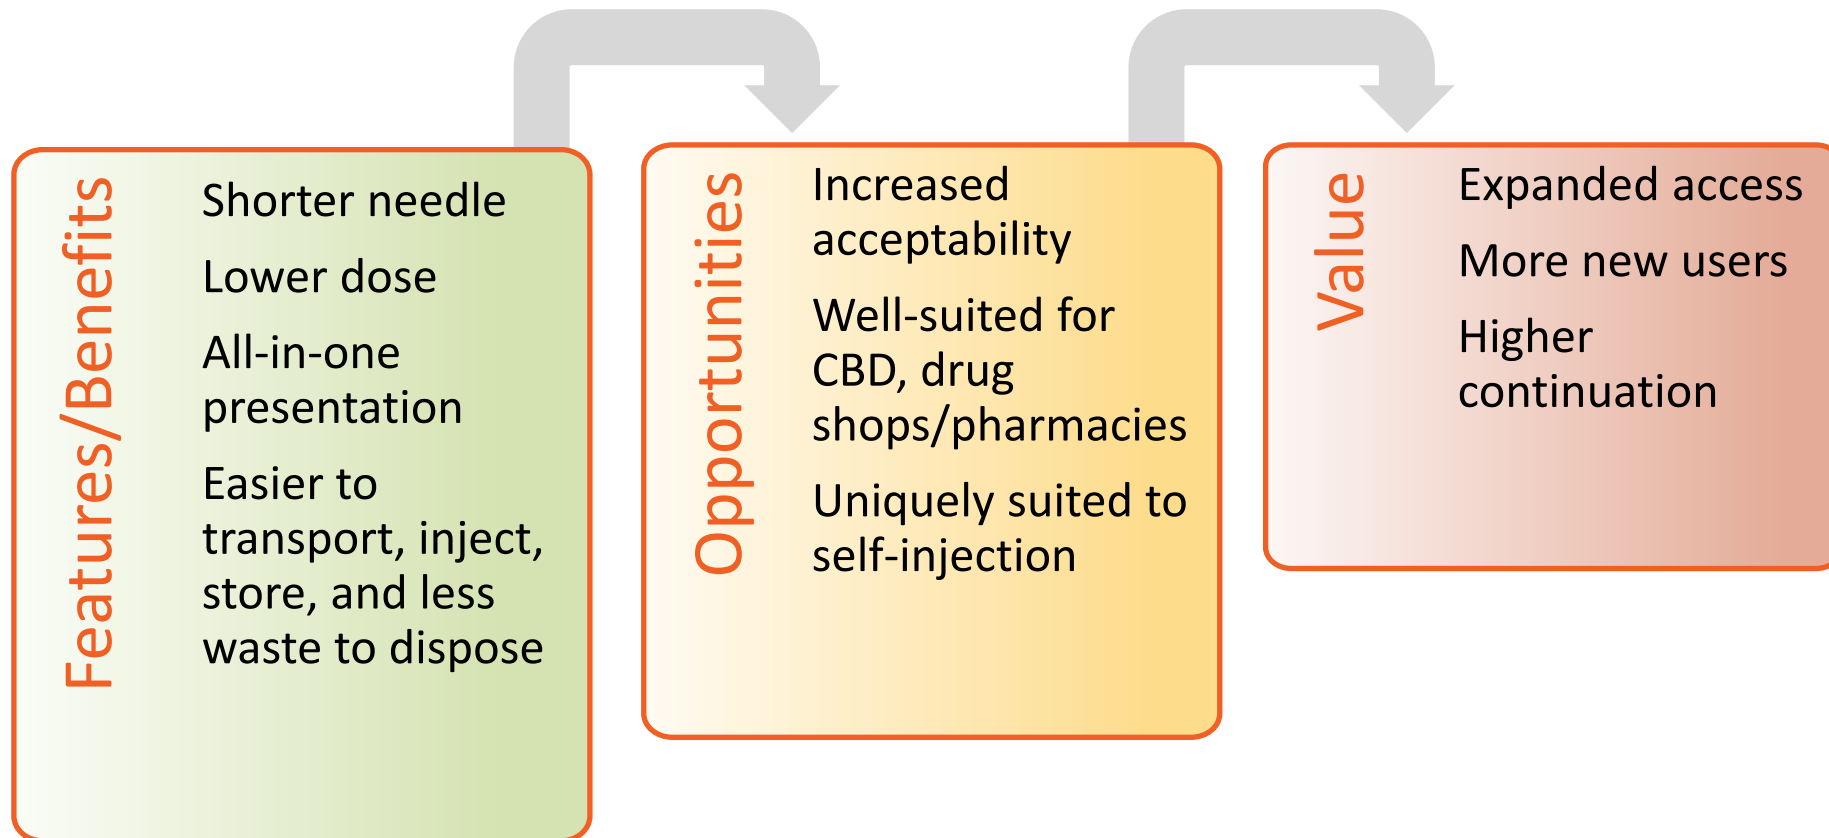 Features/Benefits
Shorter needle
Lower dose
All-in-one
presentation
Easier to
transport, inject,
store, and less
waste to dispose
Opportunities
Increased
acceptability
Well-suited for
CBD, drug
shops/pharmacies
Uniquely suited to
self-injection
Value
Expanded access
More new users
Higher
continuation